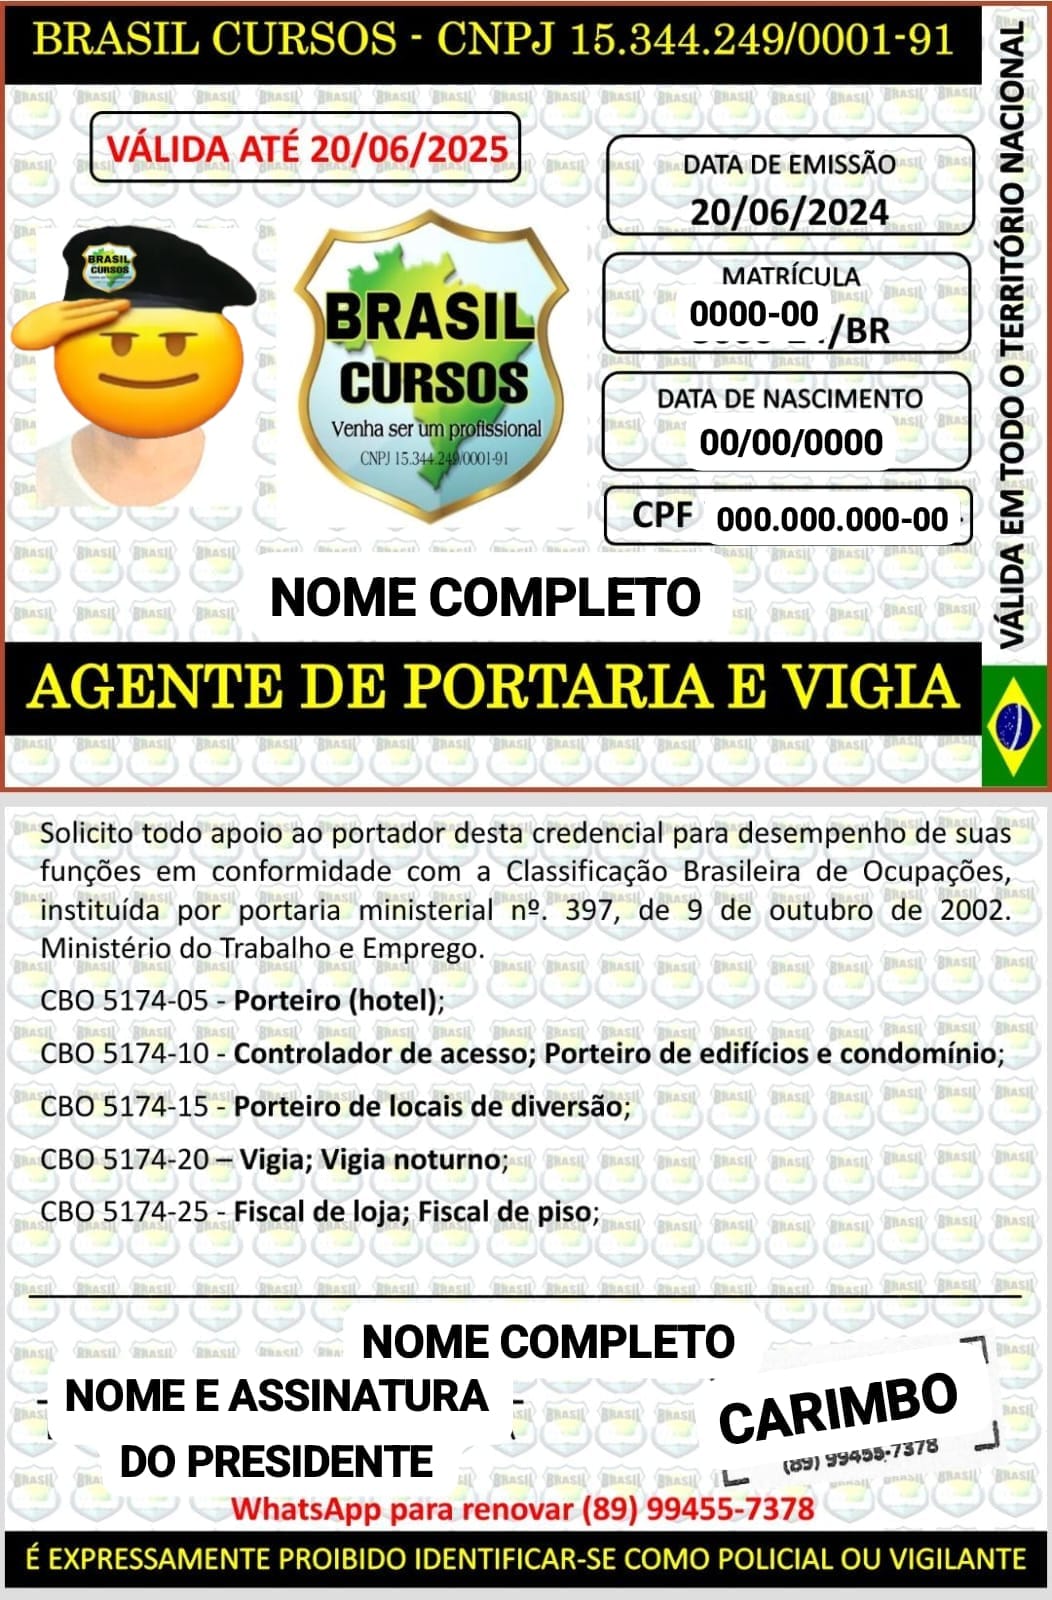 BRASIL CURSOS - CNPJ 15.344.249/0001-91
VÁLIDA ATÉ 20/06/2025
DATA DE EMISSÃO
20/06/2024
MATRÍCULA
0000-00 /BR
DATA DE NASCIMENTO
00/00/0000
CPF 000.000.000-00
VÁLIDA EM TODO O TERRITÓRIO NACIONAL
BRASIL
CURSOS
BRASIL
CURSOS
Venha ser um profissional
CNPJ 15.344.249/0001-91
NOME COMPLETO
AGENTE DE PORTARIA E VIGIA
Solicito todo apoio ao portador desta credencial para desempenho de suas
funções em conformidade com a Classificação Brasileira de Ocupações,
instituída por portaria ministerial nº. 397, de 9 de outubro de 2002.
Ministério do Trabalho e Emprego.
CBO 5174-05 - Porteiro (hotel);
CBO 5174-10 - Controlador de acesso; Porteiro de edifícios e condomínio;
CBO 5174-15 - Porteiro de locais de diversão;
CBO 5174-20 – Vigia; Vigia noturno;
CBO 5174-25 - Fiscal de loja; Fiscal de piso;
NOME COMPLETO
NOME E ASSINATURA
DO PRESIDENTE
CARIMBO
(89) 99455-7378
WhatsApp para renovar (89) 99455-7378
É EXPRESSAMENTE PROIBIDO IDENTIFICAR-SE COMO POLICIAL OU VIGILANTE